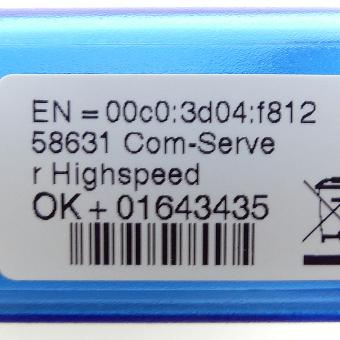 EN = 00c0:3d04:f812
58631 Com-Serve
r Highspeed
OK + 01643435